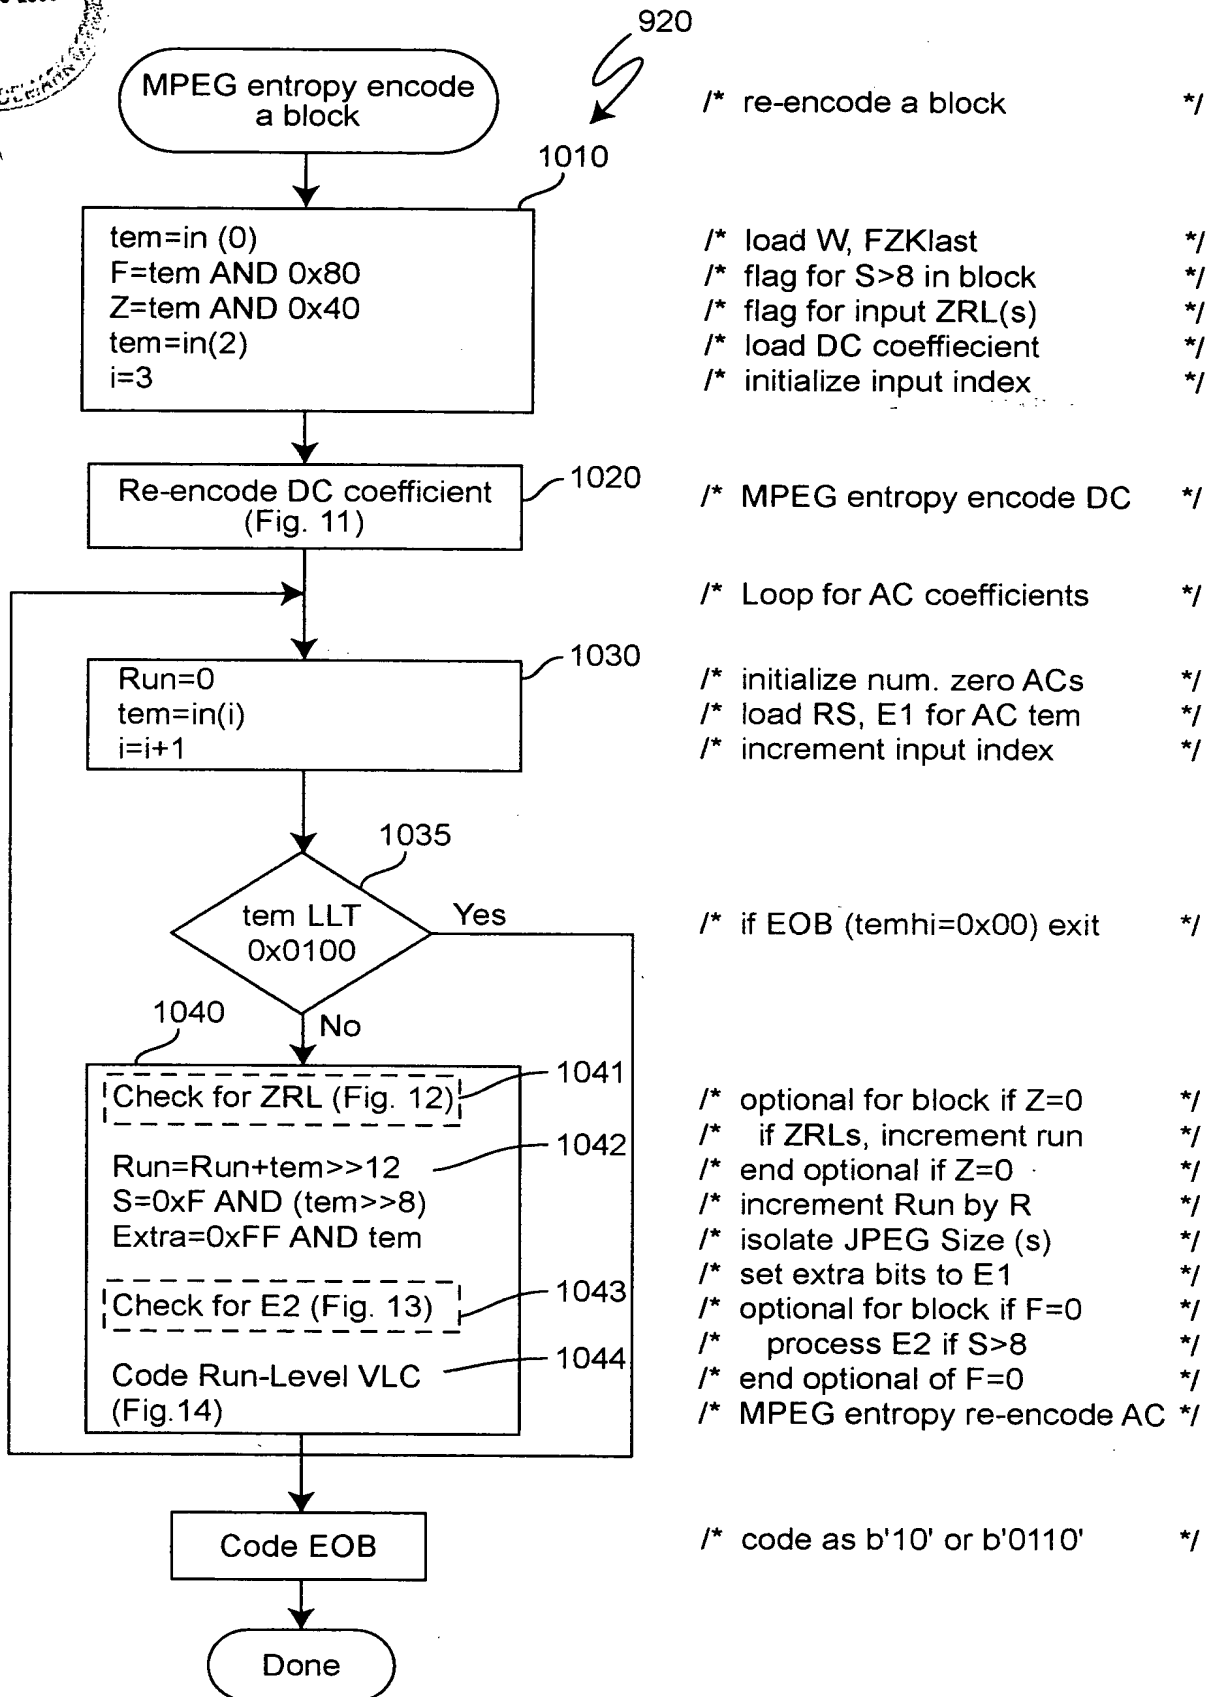 920
MPEG entropy encode
a block
/* re-encode a block */
1010
tem=in (0)
/* load W, FZKlast */
F=tem AND 0x80
/* flag for S>8 in block */
Z=tem AND 0x40
/* flag for input ZRL(s) */
tem=in(2)
/* load DC coeffiecient */
i=3
/* initialize input index */
Re-encode DC coefficient
(Fig. 11)
1020
/* MPEG entropy encode DC */
/* Loop for AC coefficients */
1030
Run=0
/* initialize num. zero ACs */
tem=in(i)
/* load RS, E1 for AC tem */
i=i+1
/* increment input index */
1035
tem LLT
0x0100
Yes
/* if EOB (temhi=0x00) exit */
No
1040
Check for ZRL (Fig. 12)
1041
/* optional for block if Z=0 */
/* if ZRLs, increment run */
1042
Run=Run+tem>>12
/* end optional if Z=0 */
S=0xF AND (tem>>8)
/* increment Run by R */
Extra=0xFF AND tem
/* isolate JPEG Size (s) */
/* set extra bits to E1 */
Check for E2 (Fig. 13)
1043
/* optional for block if F=0 */
/* process E2 if S>8 */
1044
Code Run-Level VLC
(Fig.14)
/* end optional of F=0 */
/* MPEG entropy re-encode AC */
Code EOB
/* code as b'10' or b'0110' */
Done